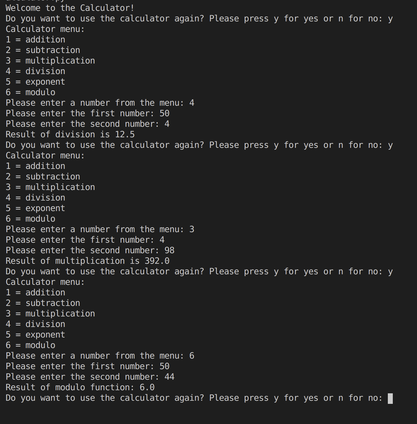 Welcome to the Calculator!
Do you want to use the calculator again? Please press y for yes or n for no: y
Calculator menu:
1 = addition
2 = subtraction
3 = multiplication
4 = division
5 = exponent
6 = modulo
Please enter a number from the menu: 4
Please enter the first number: 50
Please enter the second number: 4
Result of division is 12.5
Do you want to use the calculator again? Please press y for yes or n for no: y
Calculator menu:
1 = addition
2 = subtraction
3 = multiplication
4 = division
5 = exponent
6 = modulo
Please enter a number from the menu: 3
Please enter the first number: 4
Please enter the second number: 98
Result of multiplication is 392.0
Do you want to use the calculator again? Please press y for yes or n for no: y
Calculator menu:
1 = addition
2 = subtraction
3 = multiplication
4 = division
5 = exponent
6 = modulo
Please enter a number from the menu: 6
Please enter the first number: 50
Please enter the second number: 44
Result of modulo function: 6.0
Do you want to use the calculator again? Please press y for yes or n for no: